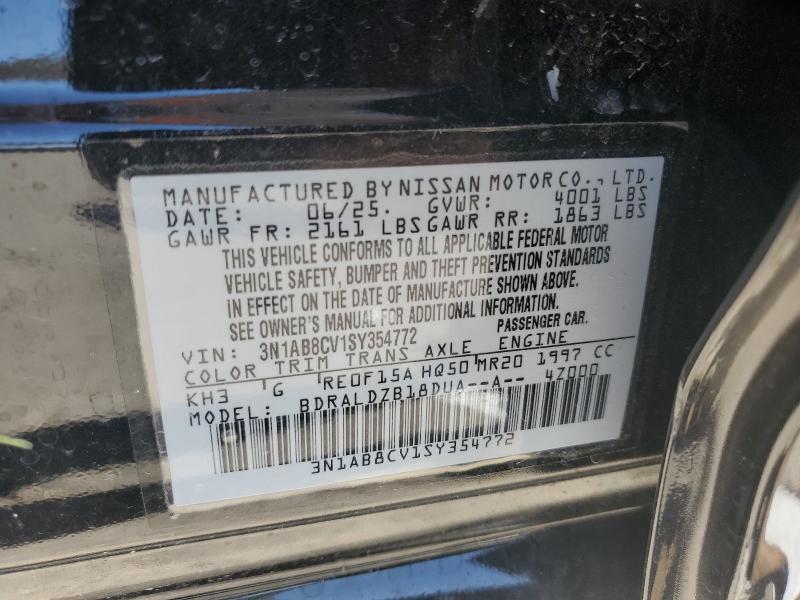 MANUFACTURED BY NISSAN MOTOR CO., LTD.
DATE: 06/25. GVWR: 4001 LBS
GAWR FR: 2161 LBS GAWR RR: 1863 LBS
THIS VEHICLE CONFORMS TO ALL APPLICABLE FEDERAL MOTOR
VEHICLE SAFETY, BUMPER AND THEFT PREVENTION STANDARDS
IN EFFECT ON THE DATE OF MANUFACTURE SHOWN ABOVE.
SEE OWNER'S MANUAL FOR ADDITIONAL INFORMATION.
VIN: 3N1AB8CV1SY354772 PASSENGER CAR.
COLOR TRIM TRANS AXLE ENGINE
KH3 G RE0F15A HQ50 MR20 1997 CC
MODEL: BDRALDZB18DUA--A-- 4Z000
3N1AB8CV1SY354772